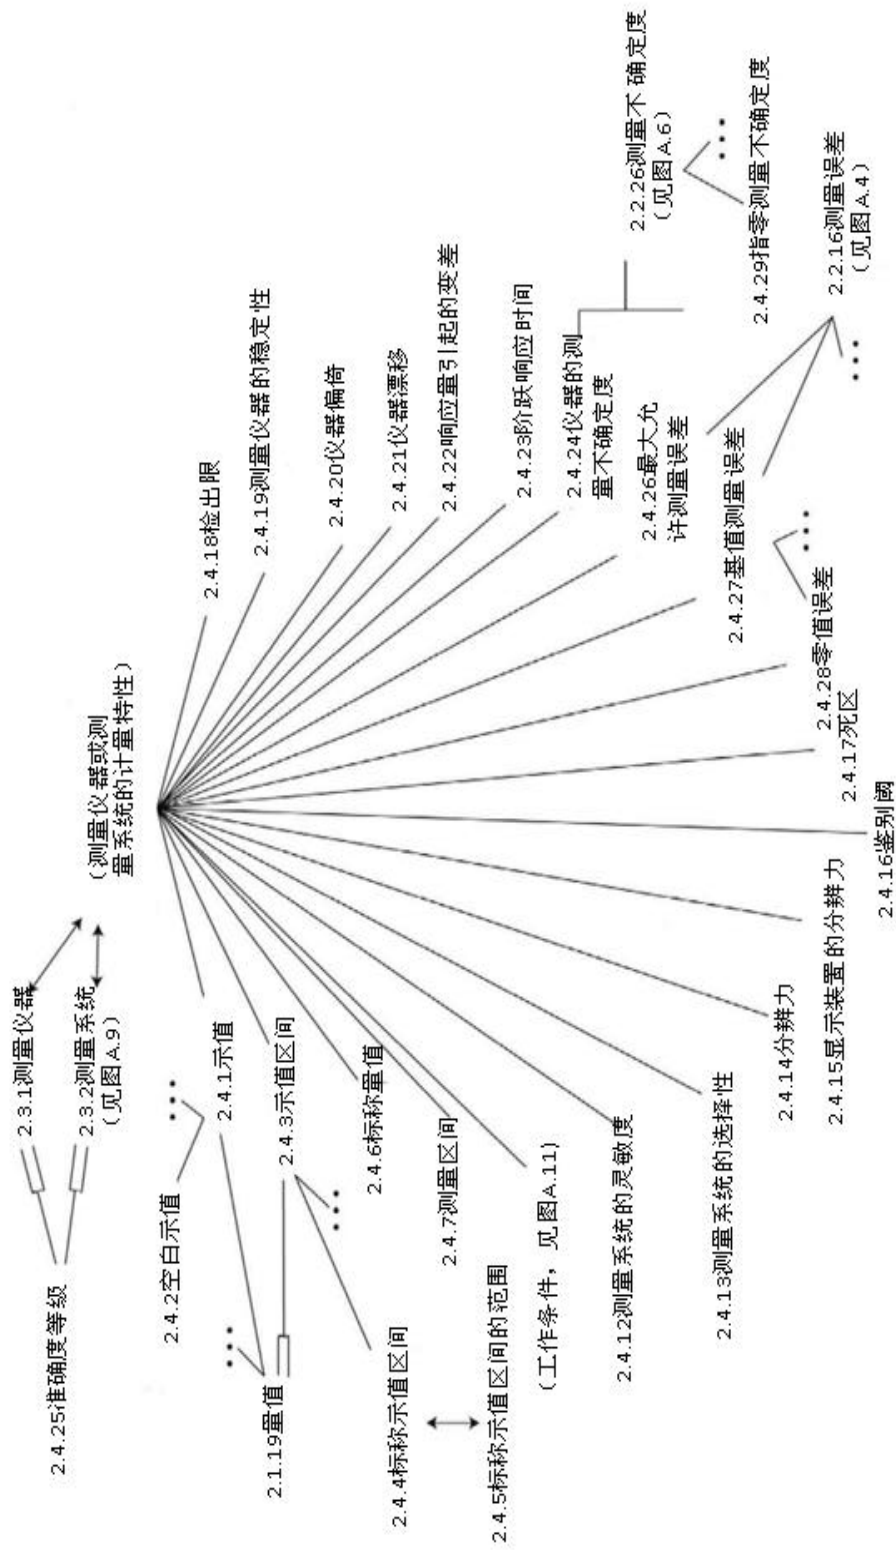 2.4.25准确度等级
2.3.1测量仪器
2.3.2测量系统
（见图A.9）
（测量仪器或测
量系统的计量特性）
2.4.2空白示值
2.4.1示值
2.1.19量值
2.4.3示值区间
2.4.4标称示值区间
2.4.5标称示值区间的范围
2.4.6标称量值
2.4.7测量区间
（工作条件，见图A.11）
2.4.12测量系统的灵敏度
2.4.13测量系统的选择性
2.4.14分辨力
2.4.15显示装置的分辨力
2.4.16鉴别阈
2.4.17死区
2.4.28零值误差
2.4.27基值测量误差
2.4.26最大允
许测量误差
2.4.24仪器的测
量不确定度
2.4.23阶跃响应时间
2.4.22响应量引起的变差
2.4.21仪器漂移
2.4.20仪器偏倚
2.4.19测量仪器的稳定性
2.4.18检出限
2.2.26测量不确定度
（见图A.6）
2.4.29指零测量不确定度
2.2.16测量误差
（见图A.4）